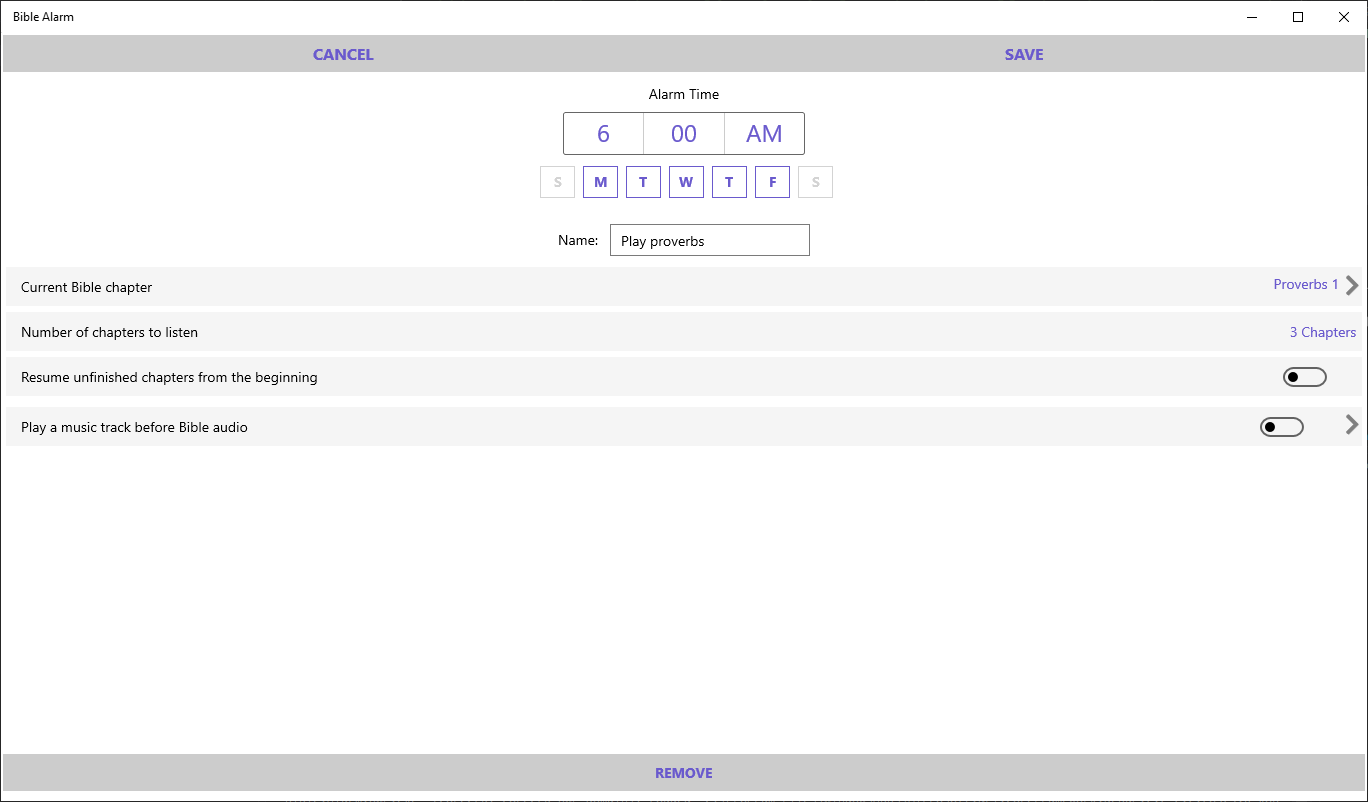 Bible Alarm
CANCEL SAVE
Alarm Time
6 00 AM
S M T W T F S
Name: Play proverbs
Current Bible chapter Proverbs 1
Number of chapters to listen 3 Chapters
Resume unfinished chapters from the beginning
Play a music track before Bible audio
REMOVE